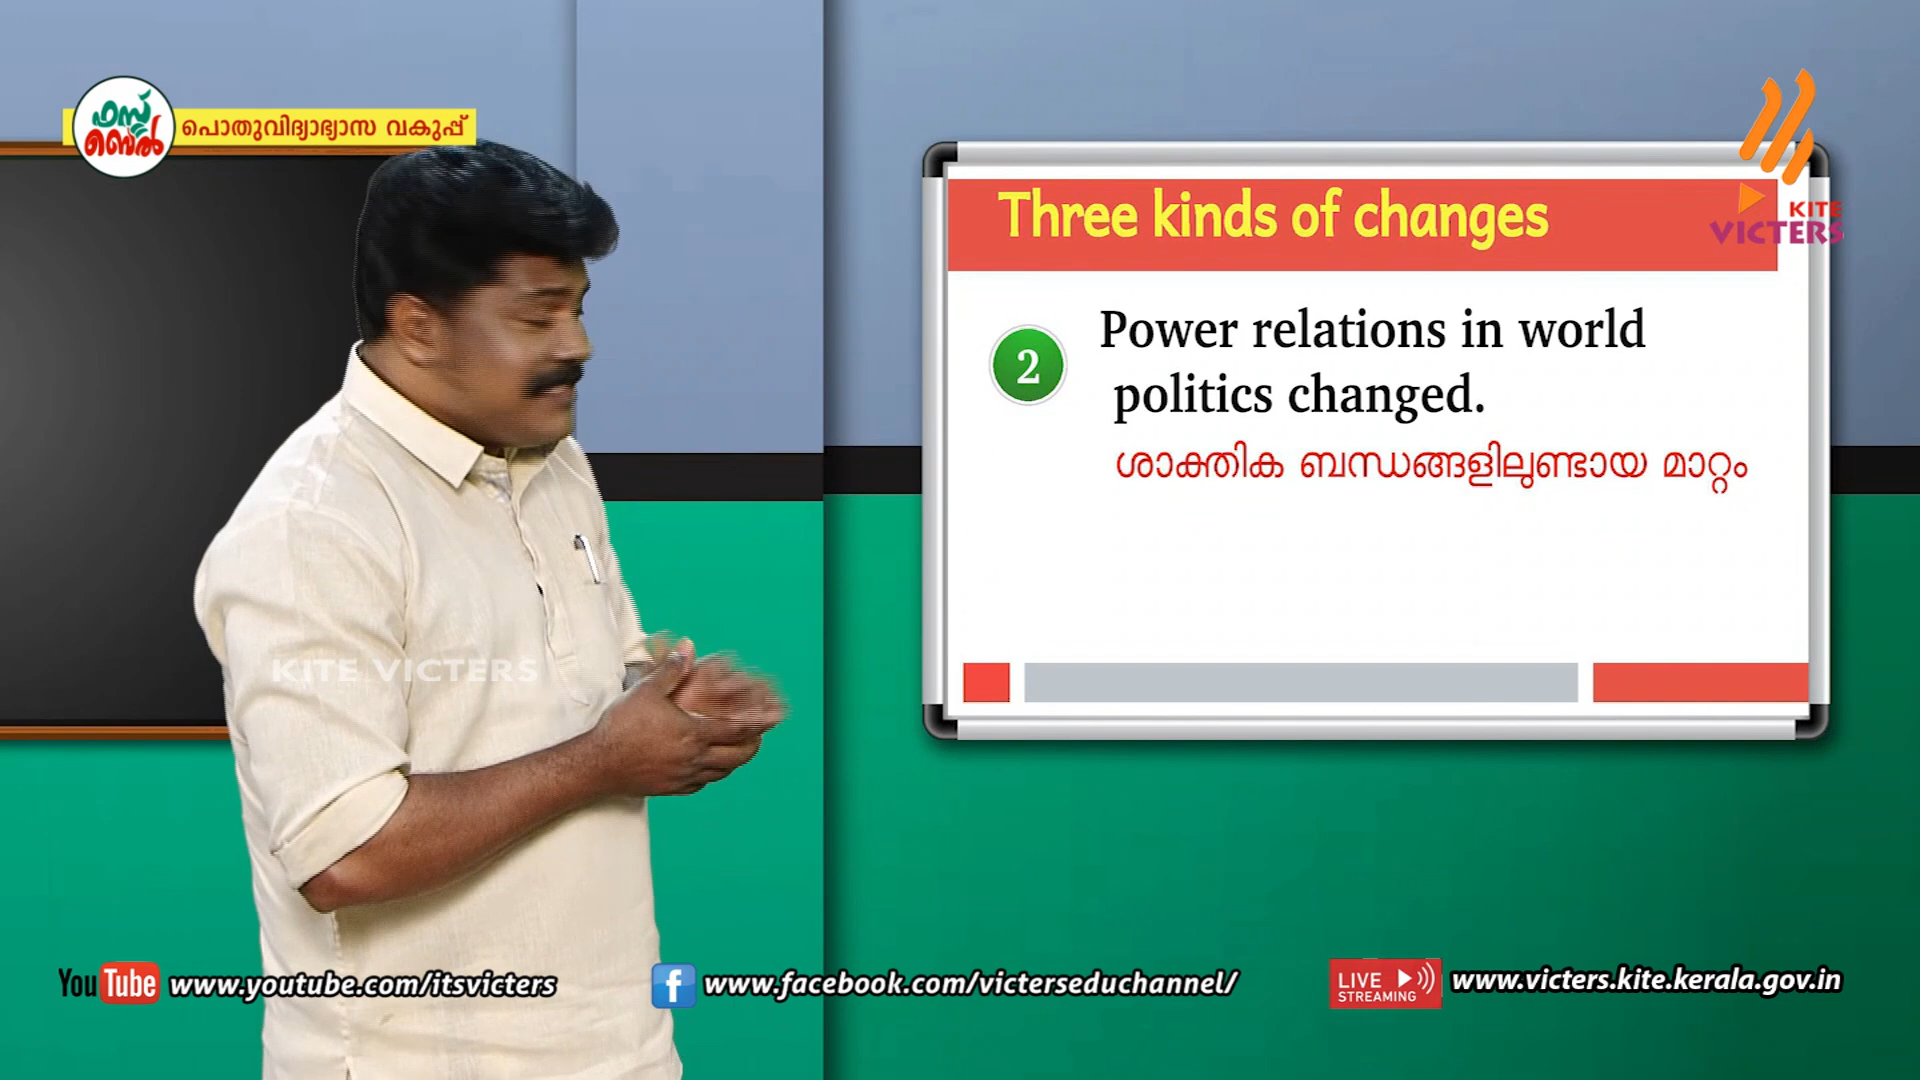 ഫസ്റ്റ്
ബെൽ
പൊതുവിദ്യാഭ്യാസ വകുപ്പ്
KITE
VICTERS
Three kinds of changes
2
Power relations in world
politics changed.
ശാക്തിക ബന്ധങ്ങളിലുണ്ടായ മാറ്റം
KITE VICTERS
YouTube www.youtube.com/itsvicters
f www.facebook.com/victerseduchannel/
LIVE
STREAMING
www.victers.kite.kerala.gov.in